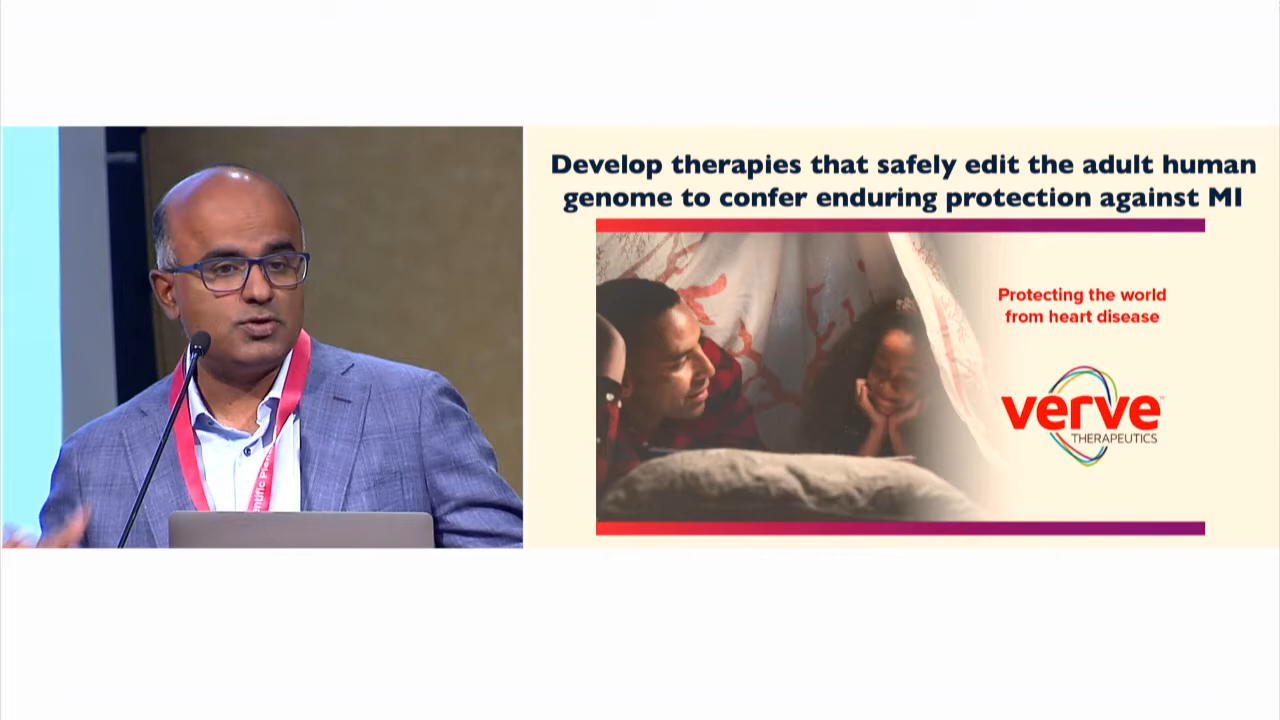 Develop therapies that safely edit the adult human
genome to confer enduring protection against MI
Protecting the world
from heart disease
verve
THERAPEUTICS